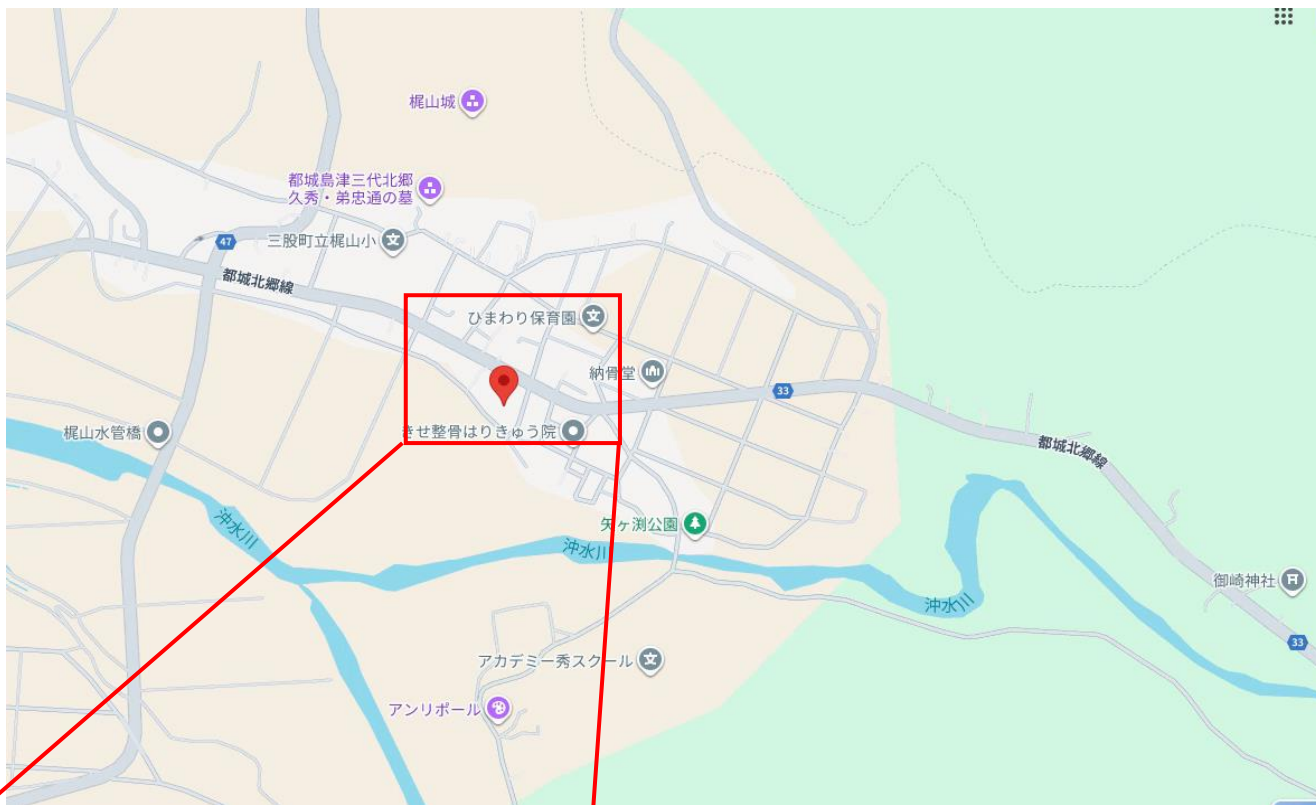 梶山城
都城島津三代北郷
久秀・弟忠通の墓
47
三股町立梶山小
都城北郷線
ひまわり保育園
納骨堂
33
梶山水管橋
きせ整骨はりきゅう院
都城北郷線
沖水川
矢ヶ渕公園
沖水川
沖水川
御崎神社
33
アカデミー秀スクール
アンリポール